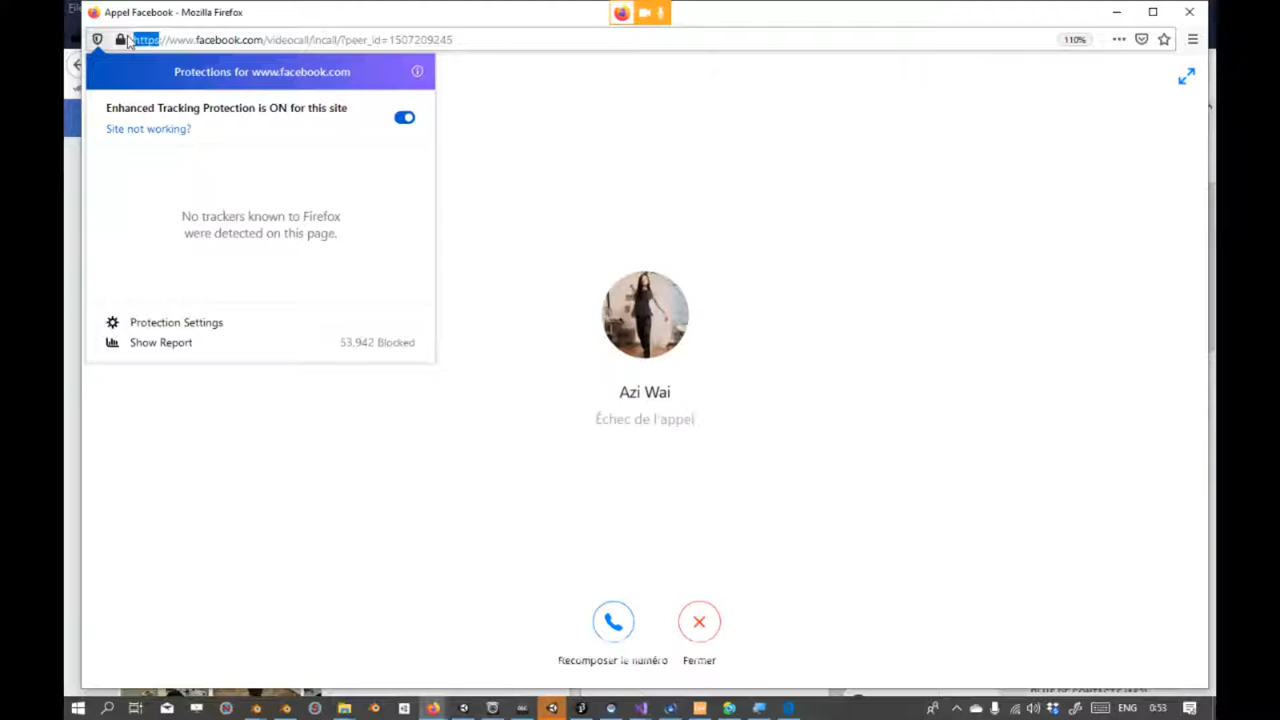 Appel Facebook - Mozilla Firefox
https://www.facebook.com/videocall/incall/?peer_id=1507209245
110%
Protections for www.facebook.com
Enhanced Tracking Protection is ON for this site
Site not working?
No trackers known to Firefox
were detected on this page.
Protection Settings
Show Report
53,942 Blocked
Azi Wai
Échec de l'appel
Recomposer le numéro
Fermer
ENG
0:53